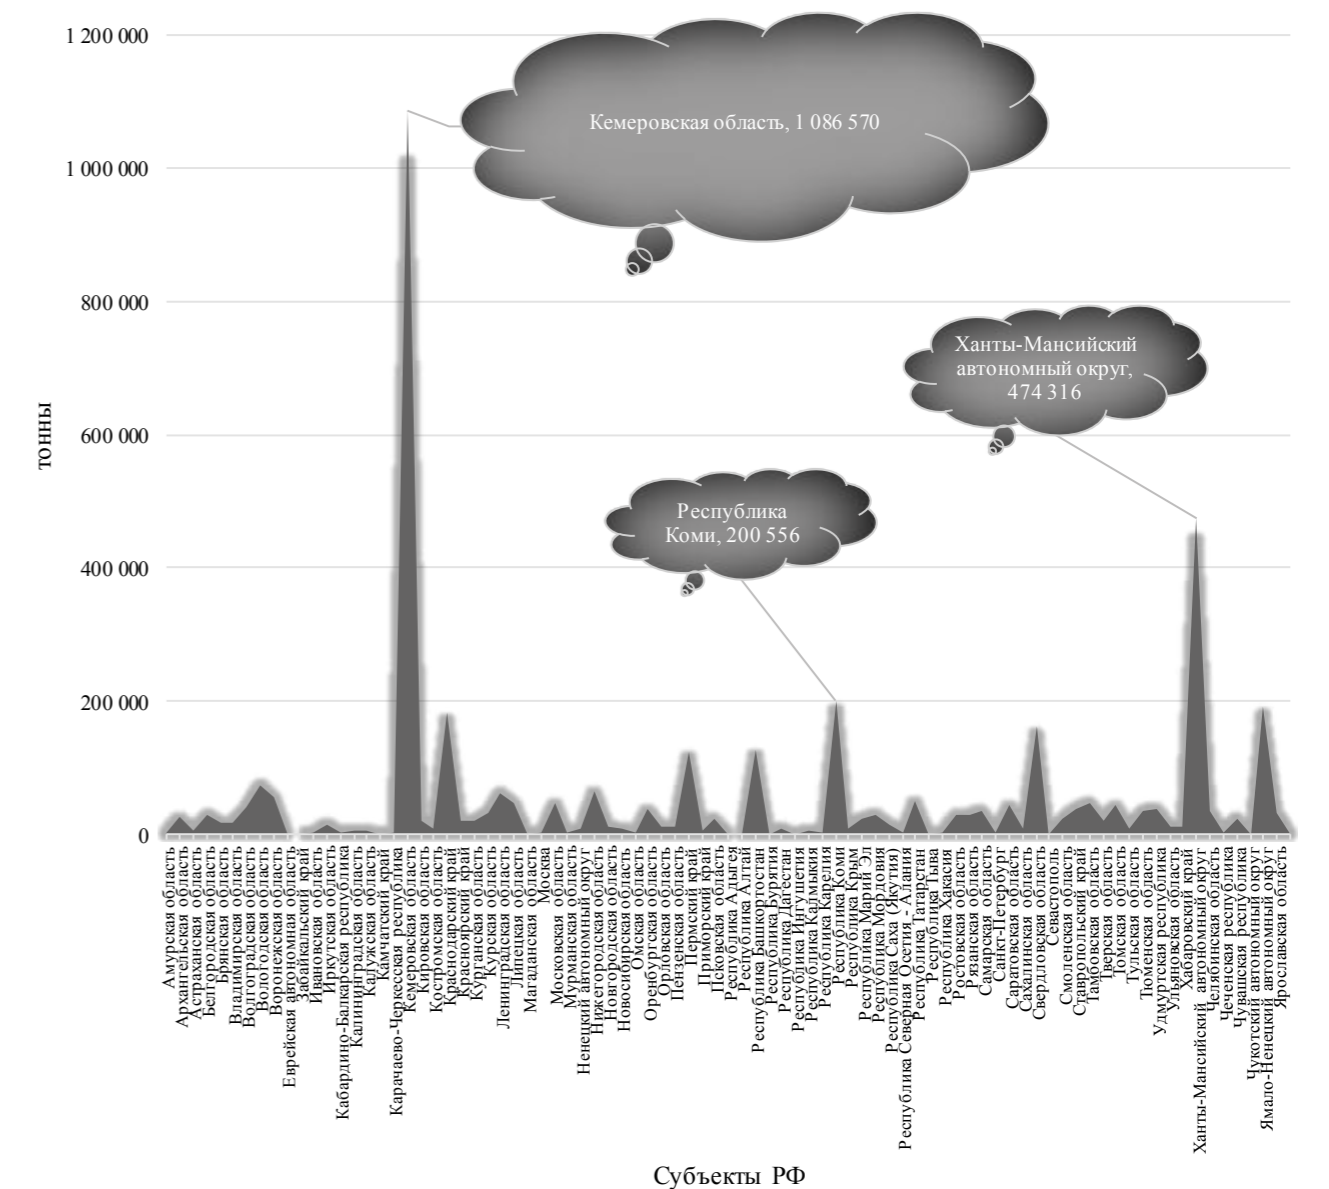 1 200 000
1 000 000
800 000
600 000
400 000
200 000
0
тонны
Кемеровская область, 1 086 570
Ханты-Мансийский
автономный округ,
474 316
Республика
Коми, 200 556
Амурская область
Архангельская область
Астраханская область
Белгородская область
Брянская область
Владимирская область
Волгоградская область
Вологодская область
Воронежская область
Еврейская автономная область
Забайкальский край
Ивановская область
Иркутская область
Кабардино-Балкарская республика
Калининградская область
Калужская область
Камчатский край
Карачаево-Черкесская республика
Кемеровская область
Кировская область
Костромская область
Краснодарский край
Красноярский край
Курганская область
Курская область
Ленинградская область
Липецкая область
Магаданская область
Москва
Московская область
Мурманская область
Ненецкий автономный округ
Нижегородская область
Новгородская область
Новосибирская область
Омская область
Оренбургская область
Орловская область
Пензенская область
Пермский край
Приморский край
Псковская область
Республика Адыгея
Республика Алтай
Республика Башкортостан
Республика Бурятия
Республика Дагестан
Республика Ингушетия
Республика Калмыкия
Республика Карелия
Республика Коми
Республика Крым
Республика Марий Эл
Республика Мордовия
Республика Саха (Якутия)
Республика Северная Осетия - Алания
Республика Татарстан
Республика Тыва
Республика Хакасия
Ростовская область
Рязанская область
Самарская область
Санкт-Петербург
Саратовская область
Сахалинская область
Свердловская область
Севастополь
Смоленская область
Ставропольский край
Тамбовская область
Тверская область
Томская область
Тульская область
Тюменская область
Удмуртская республика
Ульяновская область
Хабаровский край
Ханты-Мансийский автономный округ
Челябинская область
Чеченская республика
Чувашская республика
Чукотский автономный округ
Ямало-Ненецкий автономный округ
Ярославская область
Субъекты РФ